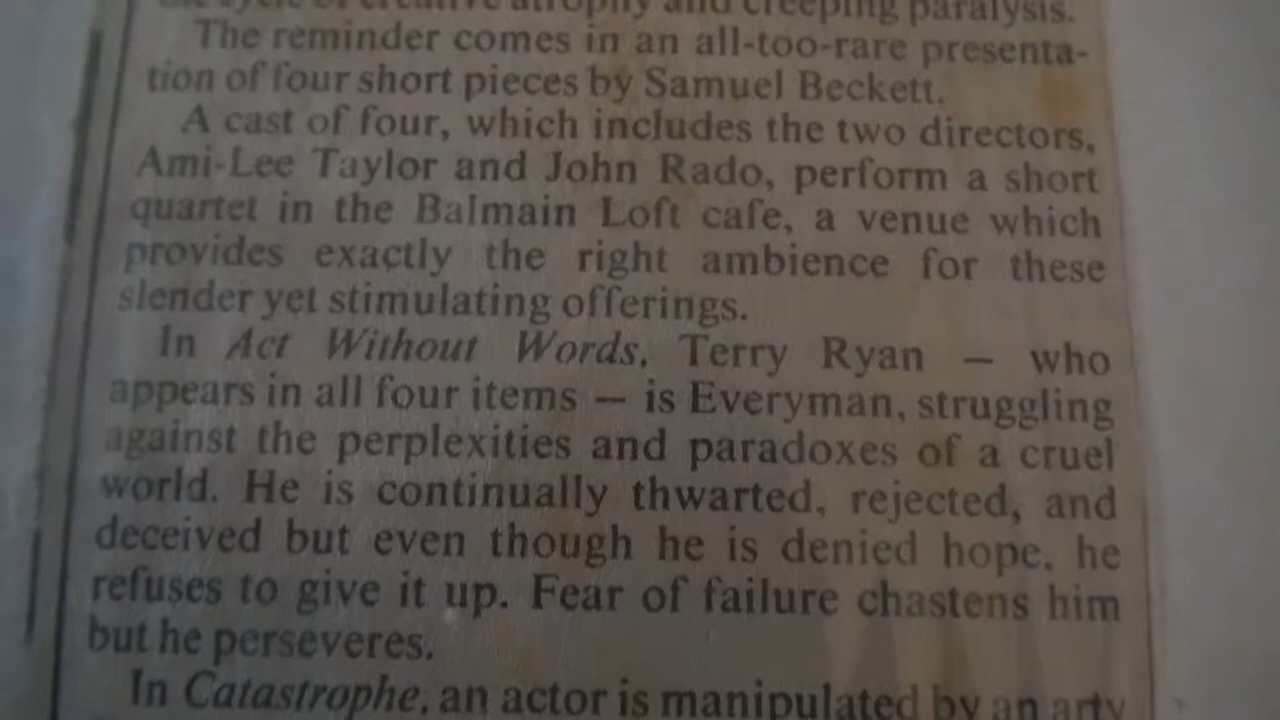 the cycle of creative atrophy and creeping paralysis.
The reminder comes in an all-too-rare presenta-
tion of four short pieces by Samuel Beckett.
A cast of four, which includes the two directors,
Ami-Lee Taylor and John Rado, perform a short
quartet in the Balmain Loft cafe, a venue which
provides exactly the right ambience for these
slender yet stimulating offerings.
In Act Without Words, Terry Ryan — who
appears in all four items — is Everyman, struggling
against the perplexities and paradoxes of a cruel
world. He is continually thwarted, rejected, and
deceived but even though he is denied hope, he
refuses to give it up. Fear of failure chastens him
but he perseveres.
In Catastrophe, an actor is manipulated by an arty